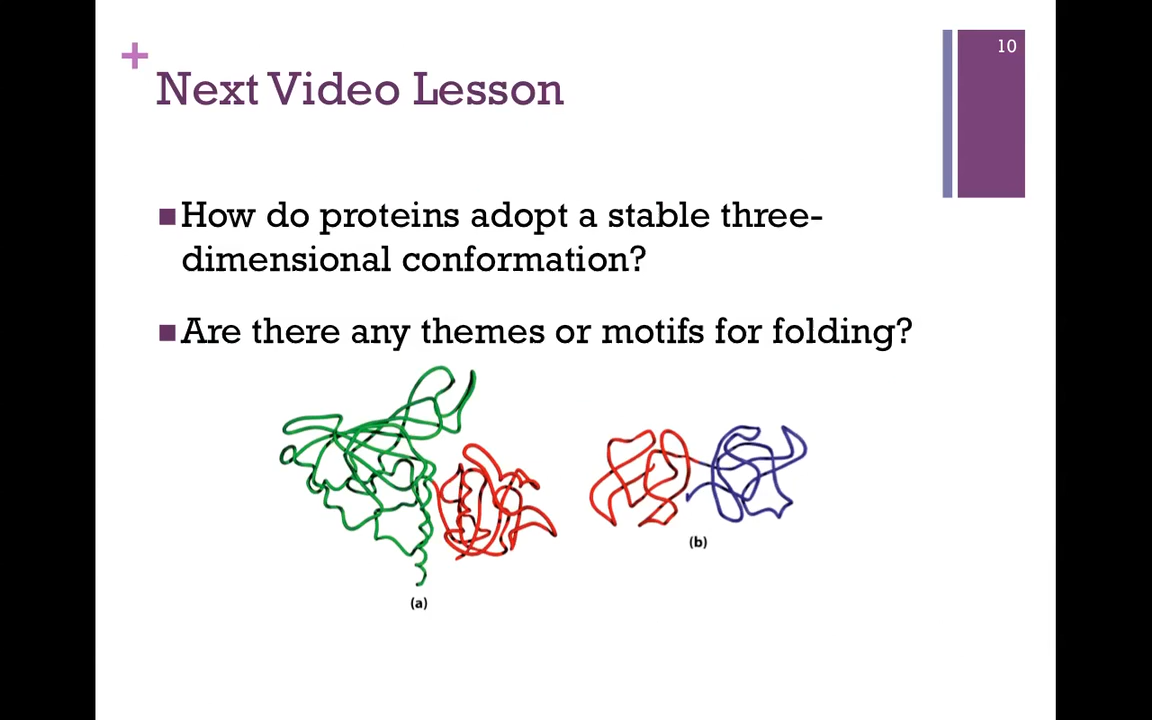 10
+
Next Video Lesson
■How do proteins adopt a stable three-
dimensional conformation?
■Are there any themes or motifs for folding?
(b)
(a)